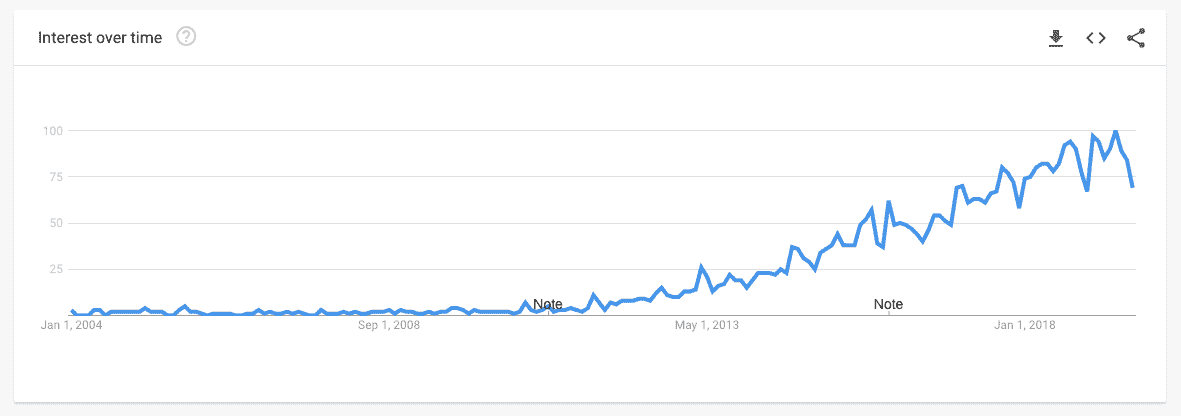 Interest over time ?
100
75
50
25
Note Note
Jan 1, 2004 Sep 1, 2008 May 1, 2013 Jan 1, 2018